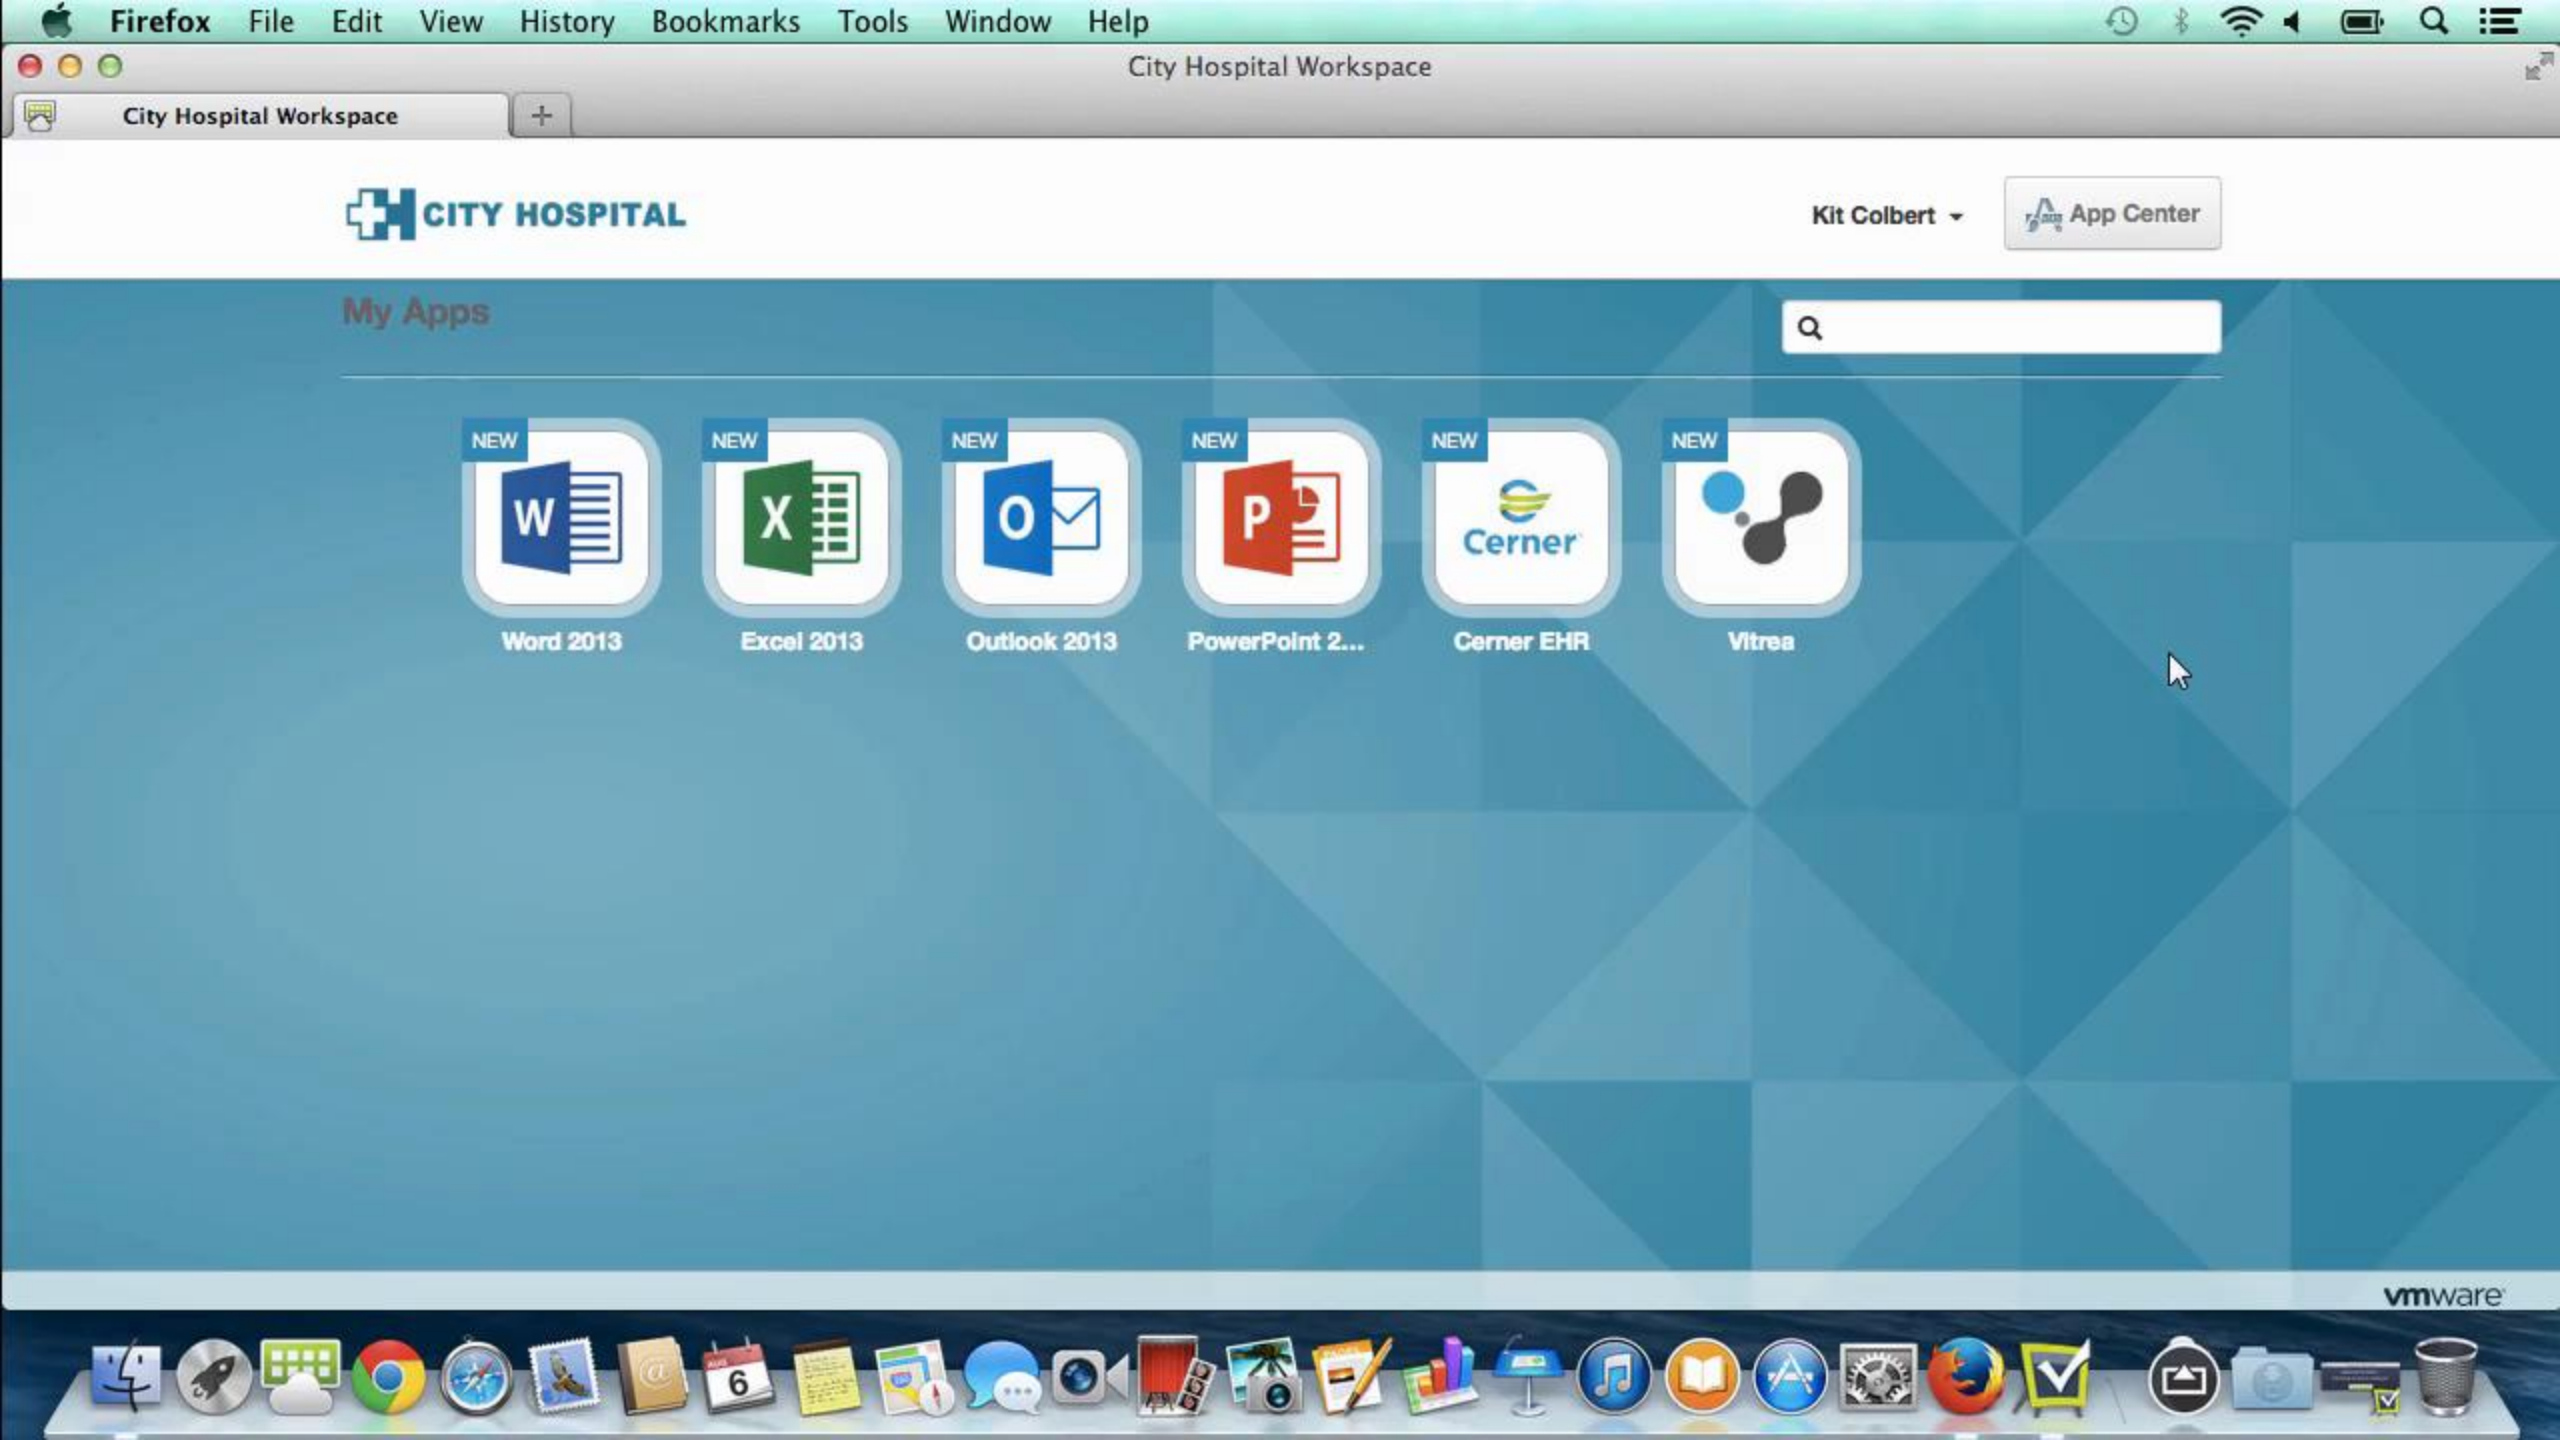 Firefox File Edit View History Bookmarks Tools Window Help
City Hospital Workspace
City Hospital Workspace
CITY HOSPITAL
Kit Colbert
App Center
My Apps
NEW NEW NEW NEW NEW NEW
W X O P Cerner
Word 2013 Excel 2013 Outlook 2013 PowerPoint 2... Cerner EHR Vitrea
vmware
AUG
6
PAGES